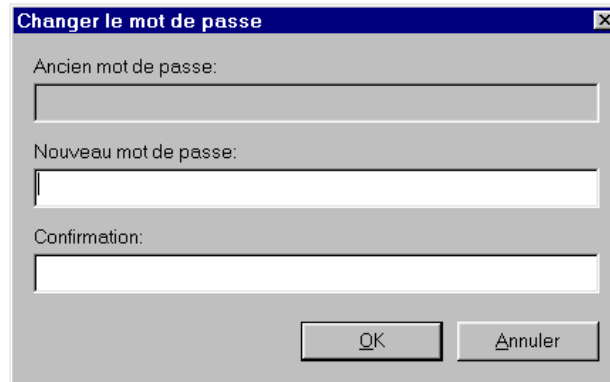 Changer le mot de passe
Ancien mot de passe:
Nouveau mot de passe:
Confirmation:
OK Annuler